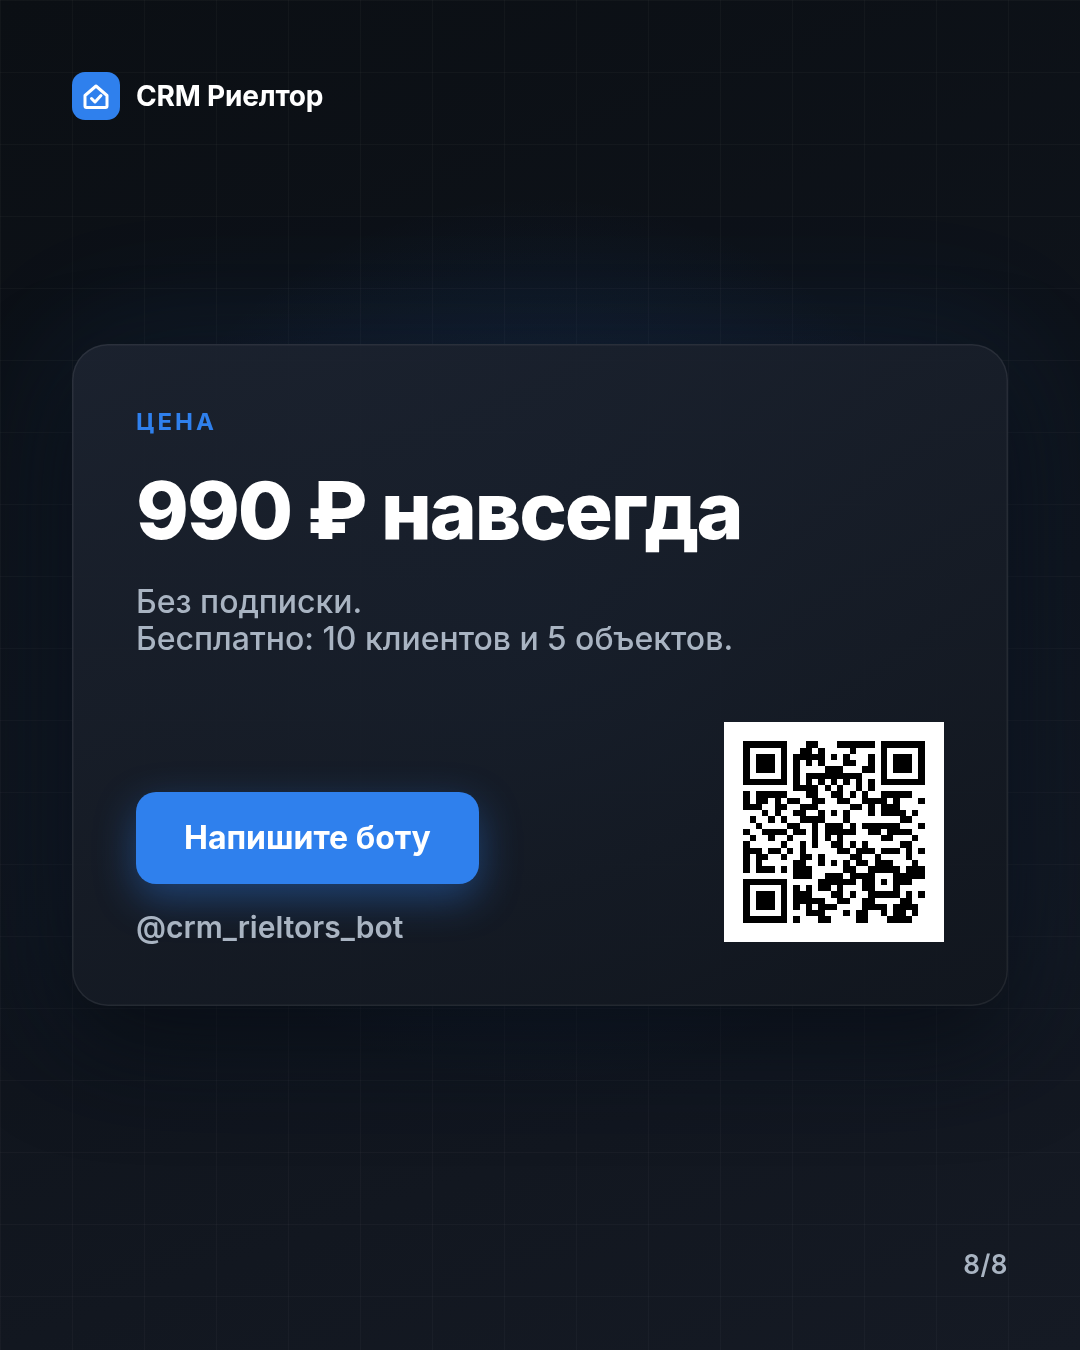 CRM Риелтор
ЦЕНА
990 ₽ навсегда
Без подписки.
Бесплатно: 10 клиентов и 5 объектов.
Напишите боту
@crm_rieltors_bot
8/8